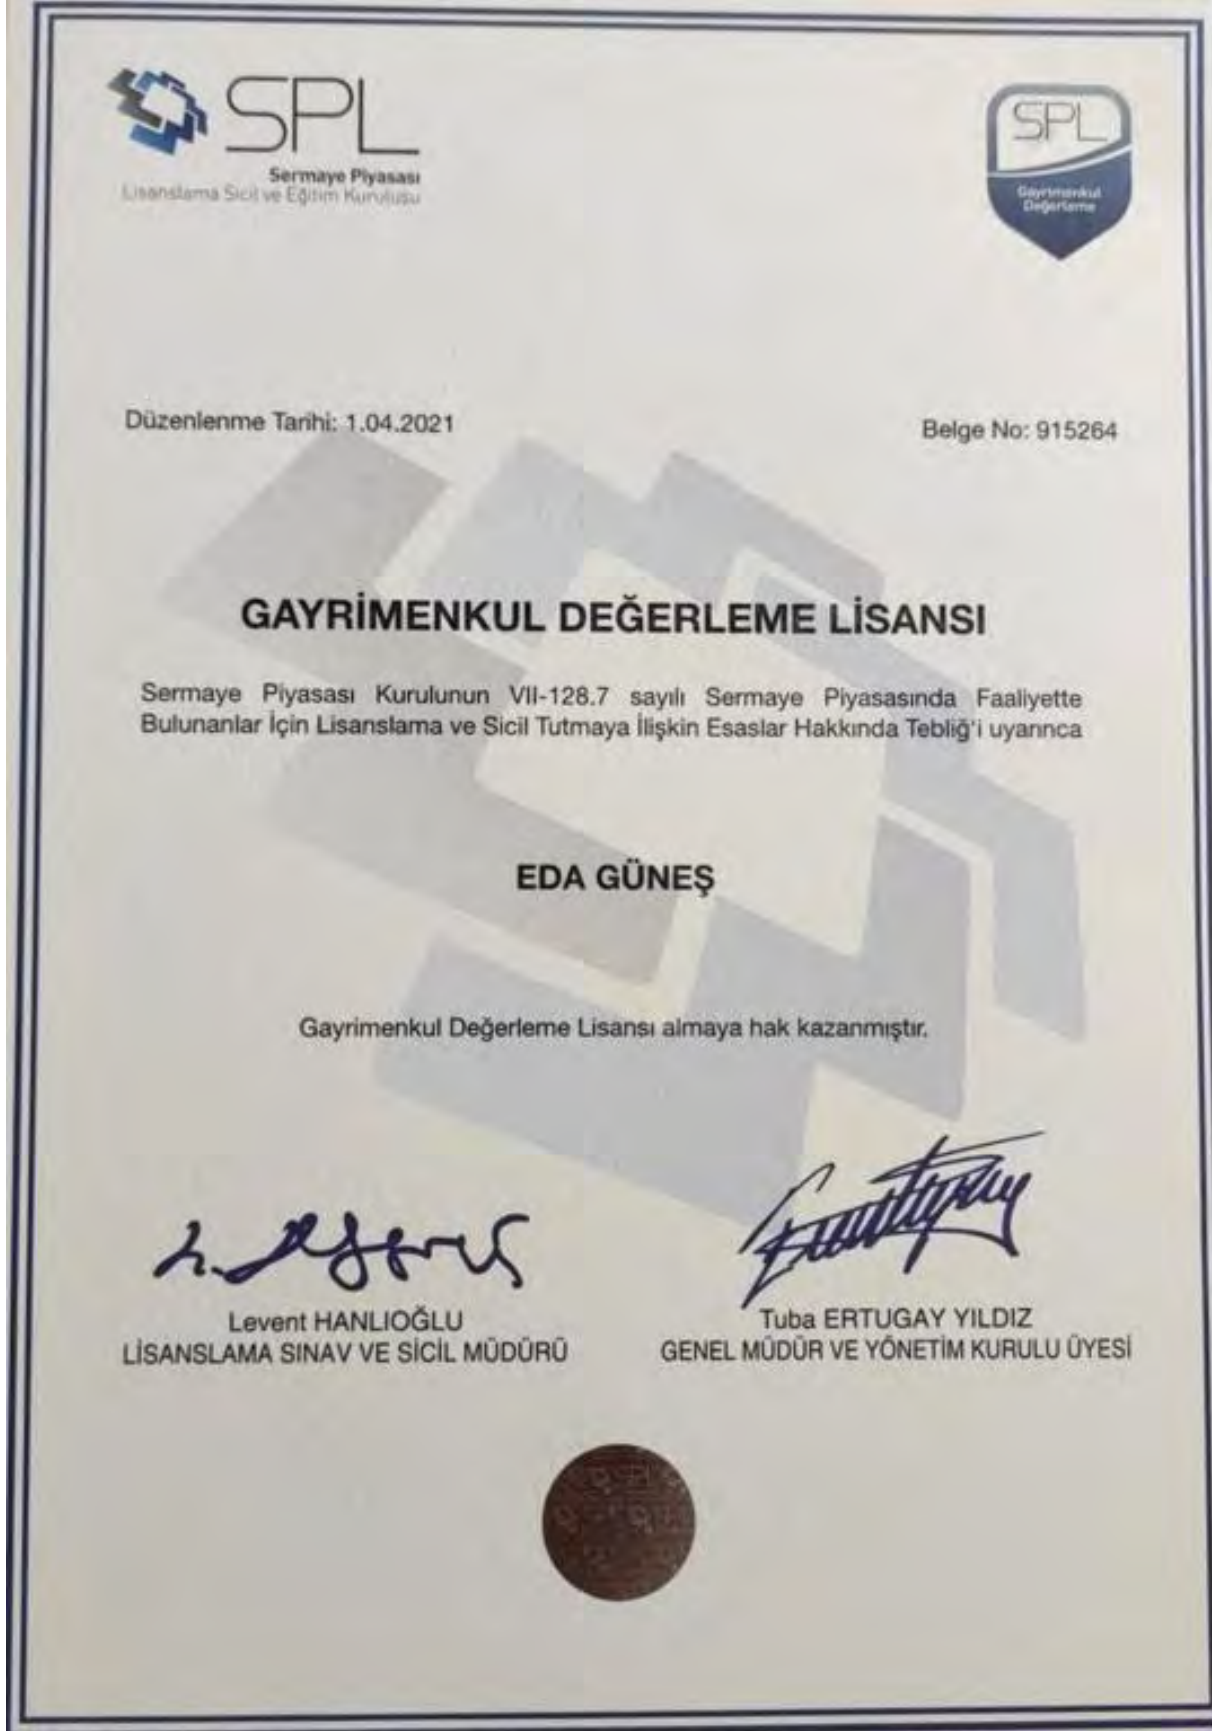 SPL
Sermaye Piyasası
Lisanslama Sicil ve Eğitim Kuruluşu
SPL
Gayrimenkul
Değerleme
Düzenlenme Tarihi: 1.04.2021
Belge No: 915264
GAYRİMENKUL DEĞERLEME LİSANSI
Sermaye Piyasası Kurulunun VII-128.7 sayılı Sermaye Piyasasında Faaliyette
Bulunanlar İçin Lisanslama ve Sicil Tutmaya İlişkin Esaslar Hakkında Tebliğ'i uyarınca
EDA GÜNEŞ
Gayrimenkul Değerleme Lisansı almaya hak kazanmıştır.
Levent HANLIOĞLU
LİSANSLAMA SINAV VE SİCİL MÜDÜRÜ
Tuba ERTUGAY YILDIZ
GENEL MÜDÜR VE YÖNETİM KURULU ÜYESİ